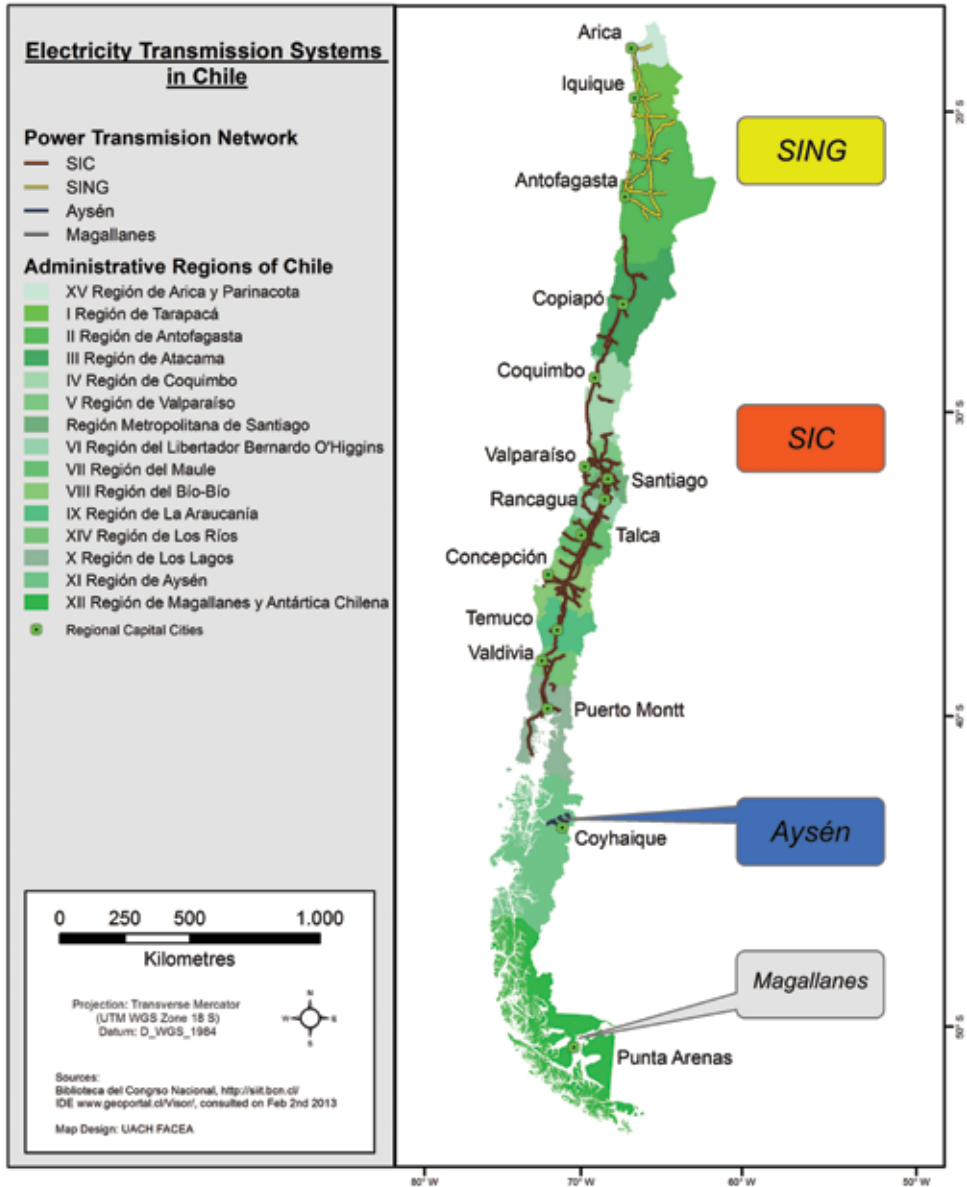 Electricity Transmission Systems
in Chile
Power Transmision Network
SIC
SING
Aysén
Magallanes
Administrative Regions of Chile
XV Región de Arica y Parinacota
I Región de Tarapacá
II Región de Antofagasta
III Región de Atacama
IV Región de Coquimbo
V Región de Valparaíso
Región Metropolitana de Santiago
VI Región del Libertador Bernardo O'Higgins
VII Región del Maule
VIII Región del Bío-Bío
IX Región de La Araucanía
XIV Región de Los Ríos
X Región de Los Lagos
XI Región de Aysén
XII Región de Magallanes y Antártica Chilena
Regional Capital Cities
0 250 500 1.000
Kilometres
Projection: Transverse Mercator
(UTM WGS Zone 18 S)
Datum: D_WGS_1984
N
W E
S
Sources:
Biblioteca del Congrso Nacional, http://siit.bcn.cl/
IDE www.geoportal.cl/Visor/, consulted on Feb 2nd 2013
Map Design: UACH FACEA
Arica
Iquique
Antofagasta
Copiapó
Coquimbo
Valparaíso
Santiago
Rancagua
Talca
Concepción
Temuco
Valdivia
Puerto Montt
Coyhaique
Punta Arenas
SING
SIC
Aysén
Magallanes
20° S
30° S
40° S
50° S
80° W 70° W 60° W 50° W